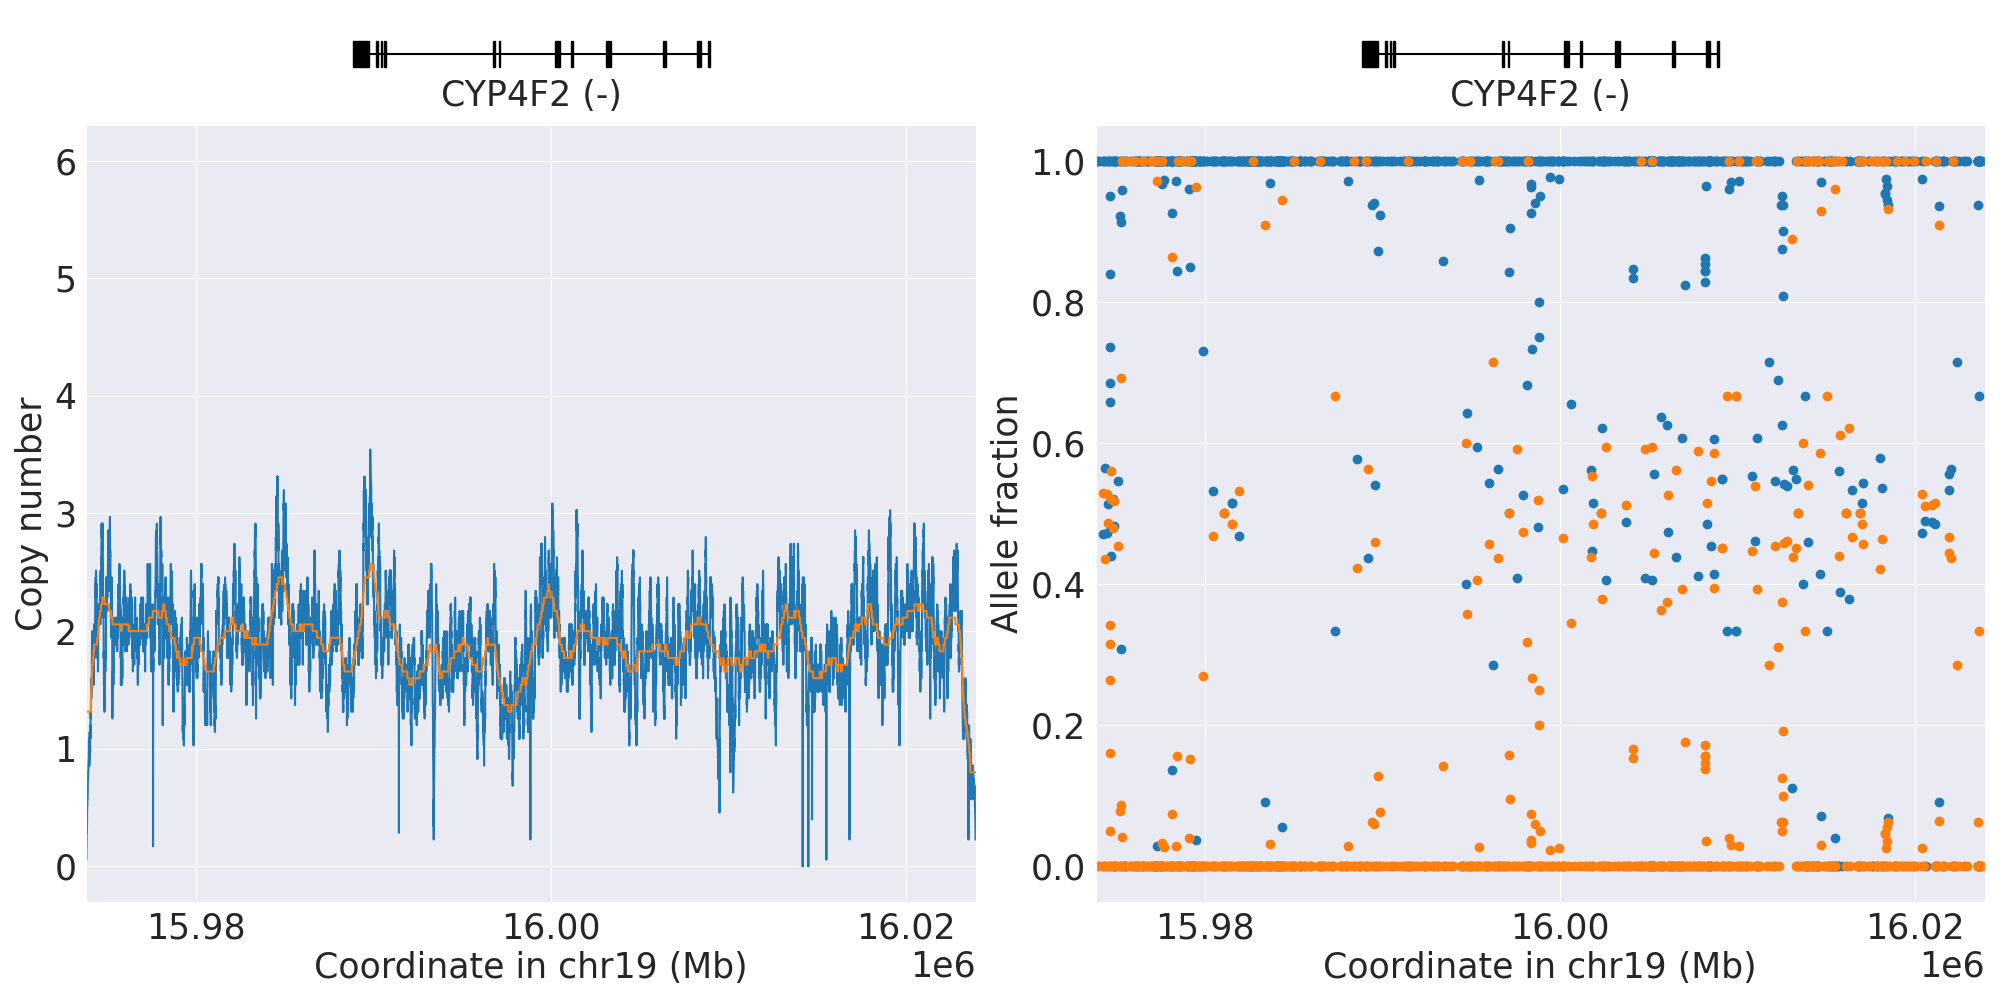 CYP4F2 (-)
Copy number
6
5
4
3
2
1
0
15.98
16.00
16.02
Coordinate in chr19 (Mb)
1e6
CYP4F2 (-)
Allele fraction
1.0
0.8
0.6
0.4
0.2
0.0
15.98
16.00
16.02
Coordinate in chr19 (Mb)
1e6